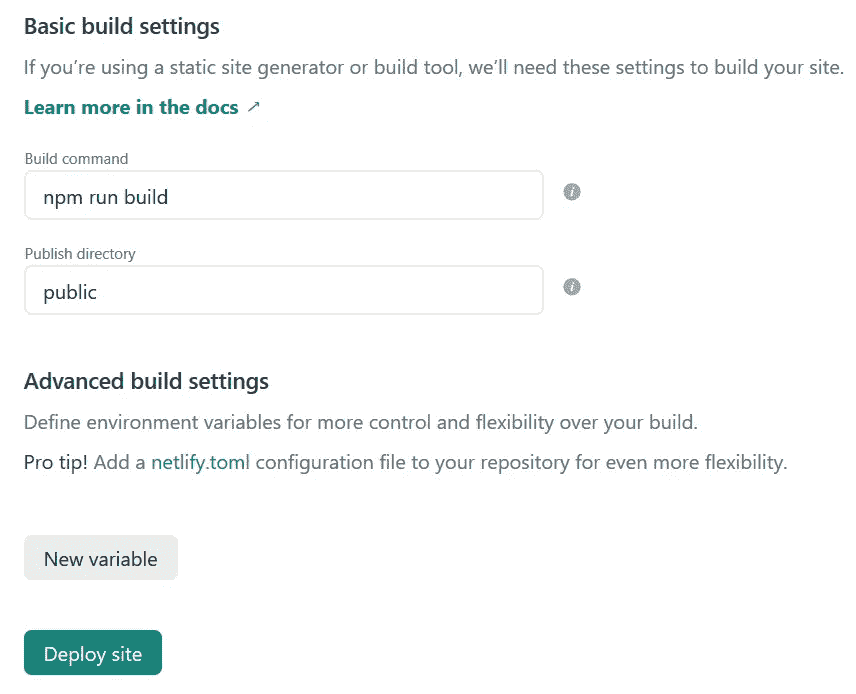 Basic build settings
If you’re using a static site generator or build tool, we’ll need these settings to build your site.
Learn more in the docs ↗
Build command
npm run build
i
Publish directory
public
i
Advanced build settings
Define environment variables for more control and flexibility over your build.
Pro tip! Add a netlify.toml configuration file to your repository for even more flexibility.
New variable
Deploy site